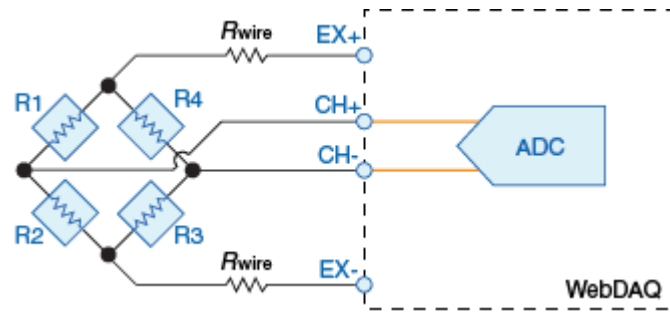 Rwire
EX+
R1
R4
CH+
ADC
CH-
R2
R3
Rwire
EX-
WebDAQ